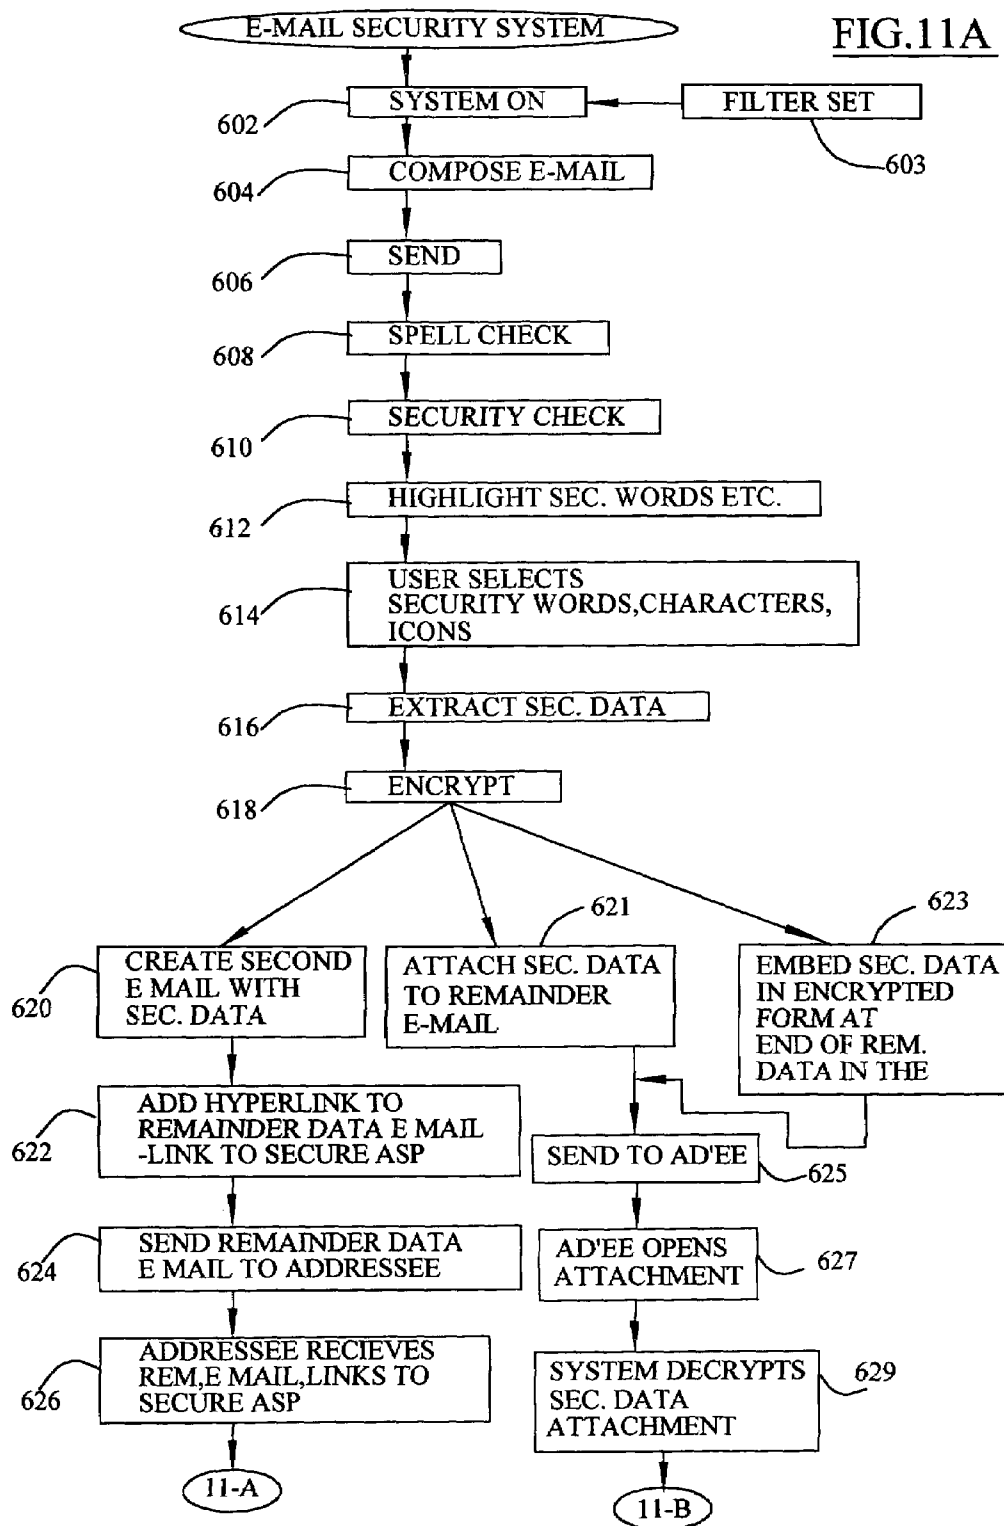 E-MAIL SECURITY SYSTEM
FIG.11A
SYSTEM ON
FILTER SET
602
603
COMPOSE E-MAIL
604
SEND
606
SPELL CHECK
608
SECURITY CHECK
610
HIGHLIGHT SEC. WORDS ETC.
612
USER SELECTS
SECURITY WORDS,CHARACTERS,
ICONS
614
EXTRACT SEC. DATA
616
ENCRYPT
618
621
623
CREATE SECOND
E MAIL WITH
SEC. DATA
620
ATTACH SEC. DATA
TO REMAINDER
E-MAIL
EMBED SEC. DATA
IN ENCRYPTED
FORM AT
END OF REM.
DATA IN THE
ADD HYPERLINK TO
REMAINDER DATA E MAIL
-LINK TO SECURE ASP
622
SEND TO AD'EE
625
SEND REMAINDER DATA
E MAIL TO ADDRESSEE
624
AD'EE OPENS
ATTACHMENT
627
ADDRESSEE RECIEVES
REM,E MAIL,LINKS TO
SECURE ASP
626
SYSTEM DECRYPTS
SEC. DATA
ATTACHMENT
629
11-A
11-B